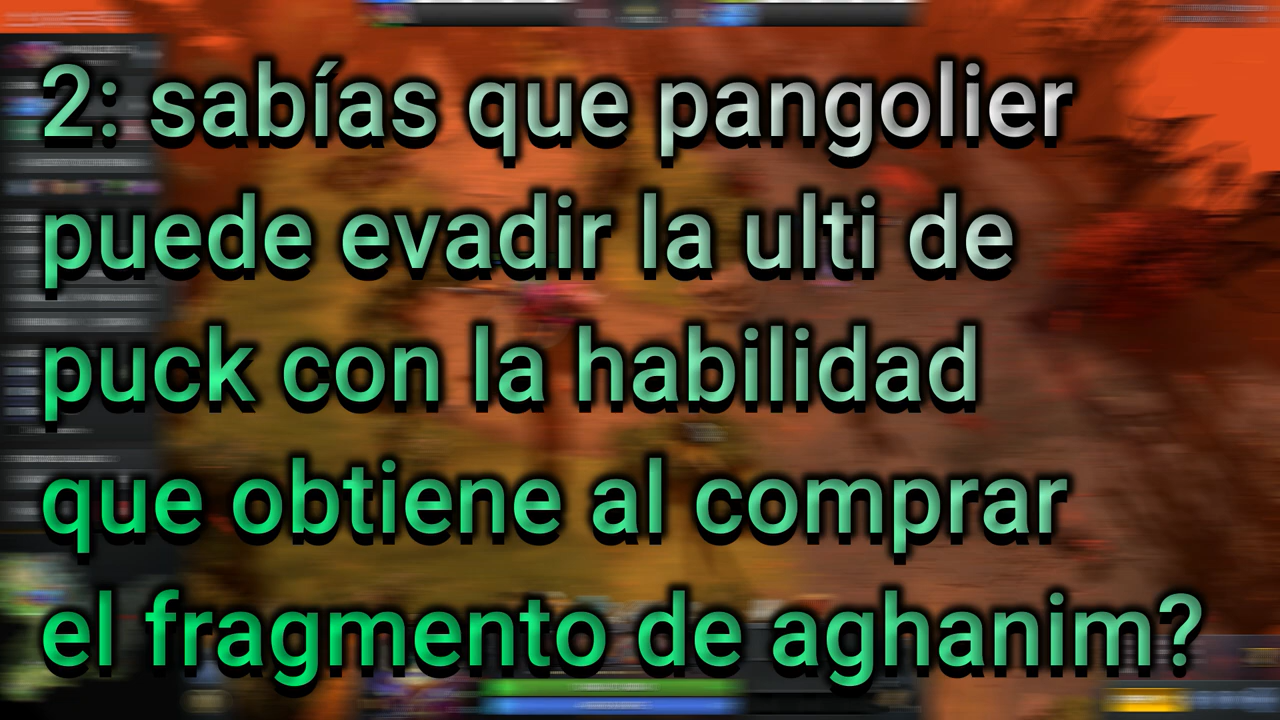 2: sabías que pangolier
puede evadir la ulti de
puck con la habilidad
que obtiene al comprar
el fragmento de aghanim?